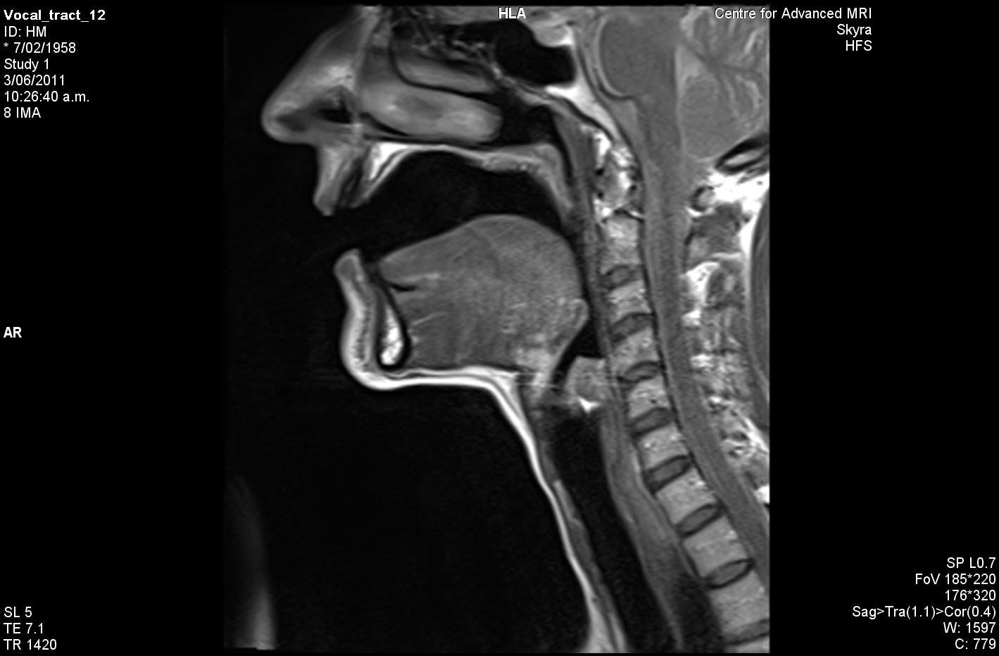 Vocal_tract_12
ID: HM
* 7/02/1958
Study 1
3/06/2011
10:26:40 a.m.
8 IMA
HLA
Centre for Advanced MRI
Skyra
HFS
AR
SL 5
TE 7.1
TR 1420
SP L0.7
FoV 185*220
176*320
Sag>Tra(1.1)>Cor(0.4)
W: 1597
C: 779